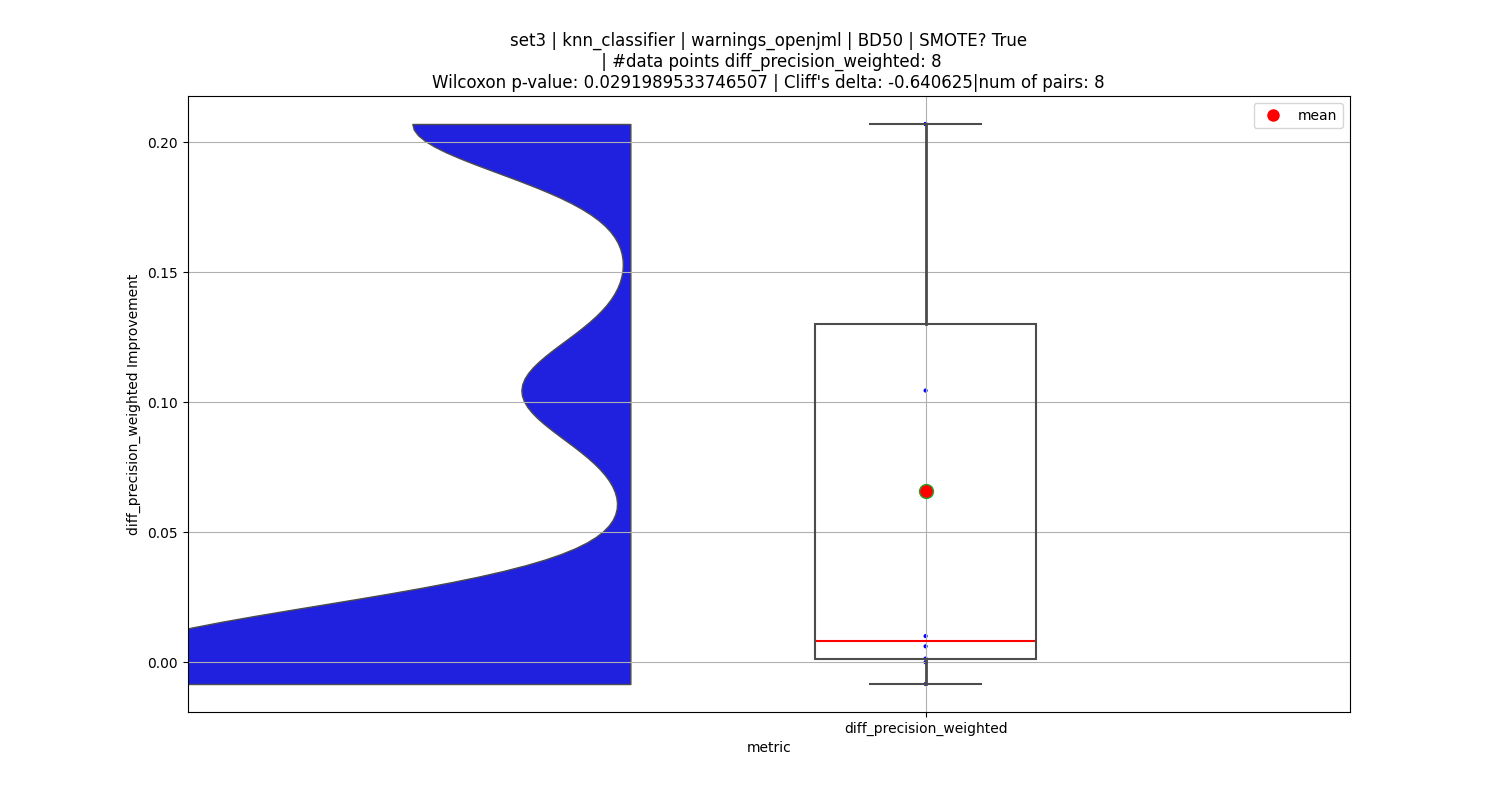 set3 | knn_classifier | warnings_openjml | BD50 | SMOTE? True
| #data points diff_precision_weighted: 8
Wilcoxon p-value: 0.0291989533746507 | Cliff's delta: -0.640625|num of pairs: 8
mean
0.20
0.15
0.10
0.05
0.00
diff_precision_weighted Improvement
diff_precision_weighted
metric